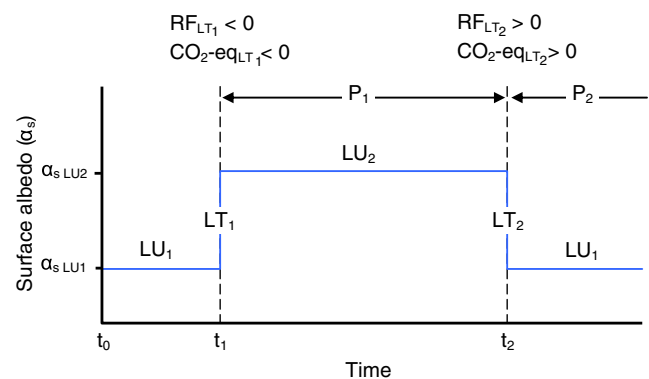 RF_LT₁ < 0
CO₂-eq_LT₁ < 0
RF_LT₂ > 0
CO₂-eq_LT₂ > 0
P₁
P₂
Surface albedo (αₛ)
αₛ LU2
LU₂
LT₁
LT₂
αₛ LU1
LU₁
LU₁
t₀
t₁
t₂
Time